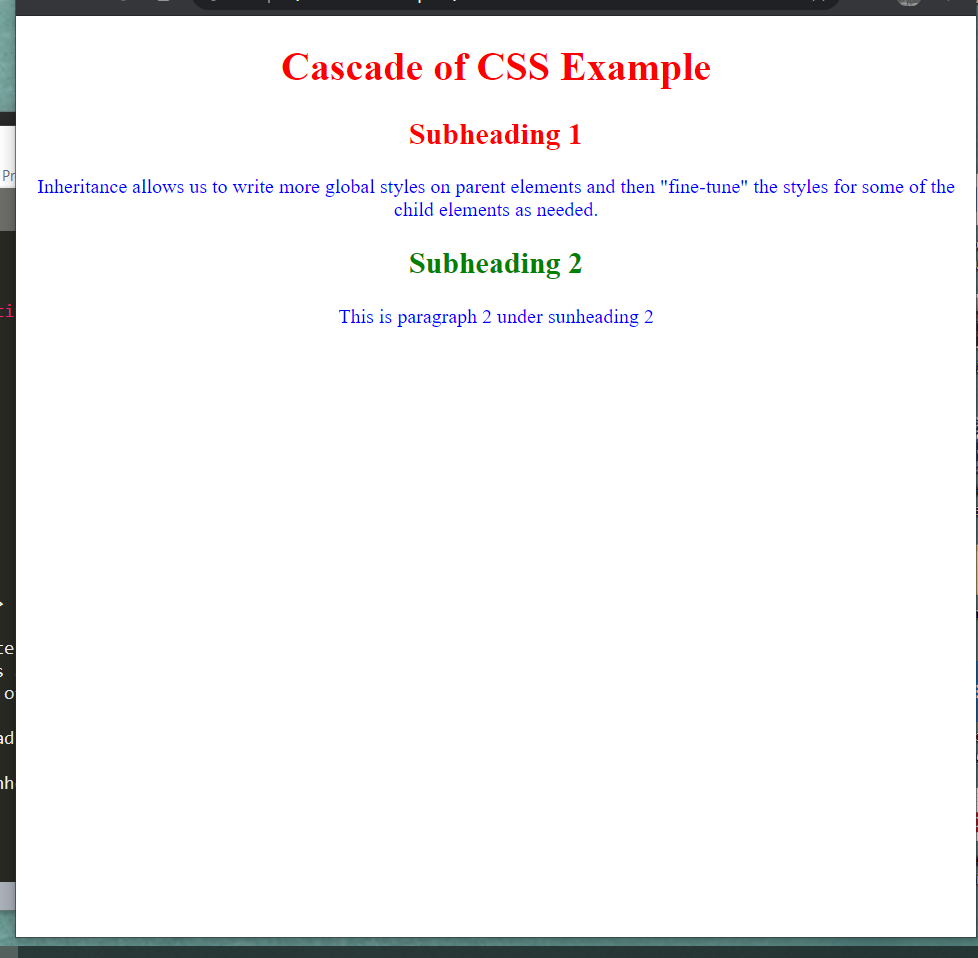 Cascade of CSS Example
Subheading 1
Inheritance allows us to write more global styles on parent elements and then "fine-tune" the styles for some of the
child elements as needed.
Subheading 2
This is paragraph 2 under sunheading 2
Pr